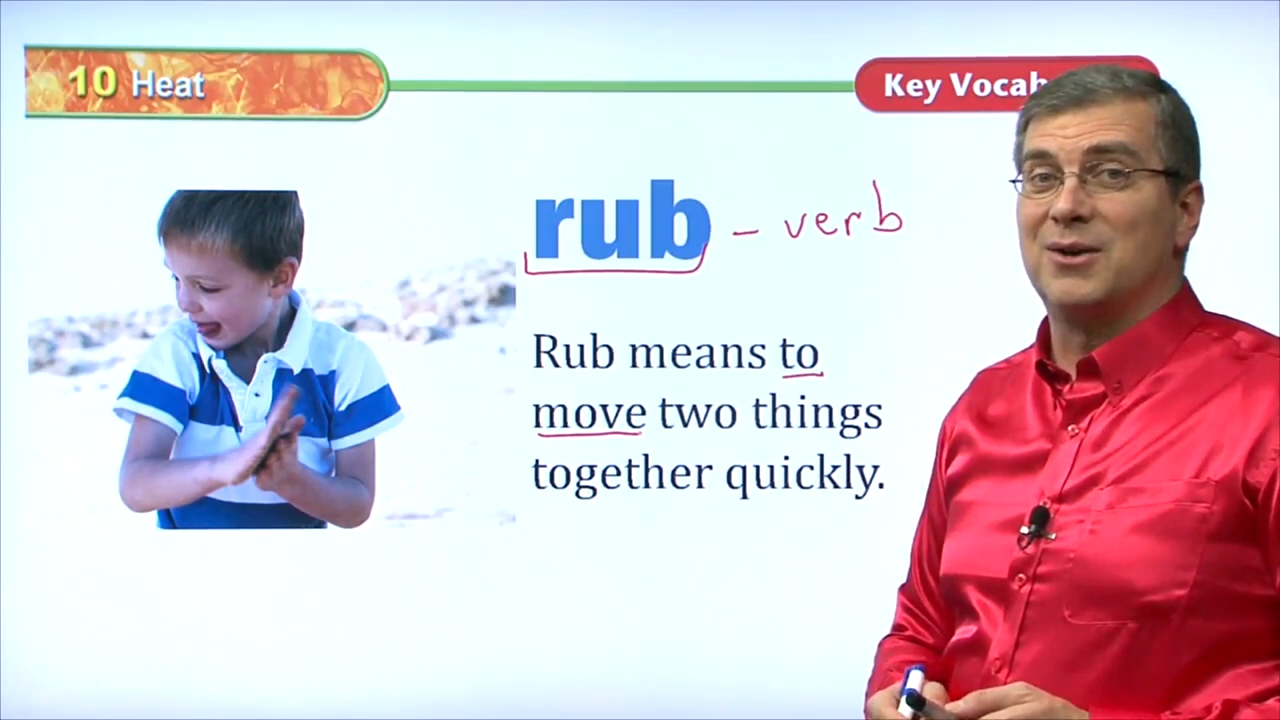 10 Heat
Key Vocab
rub - verb
Rub means to
move two things
together quickly.